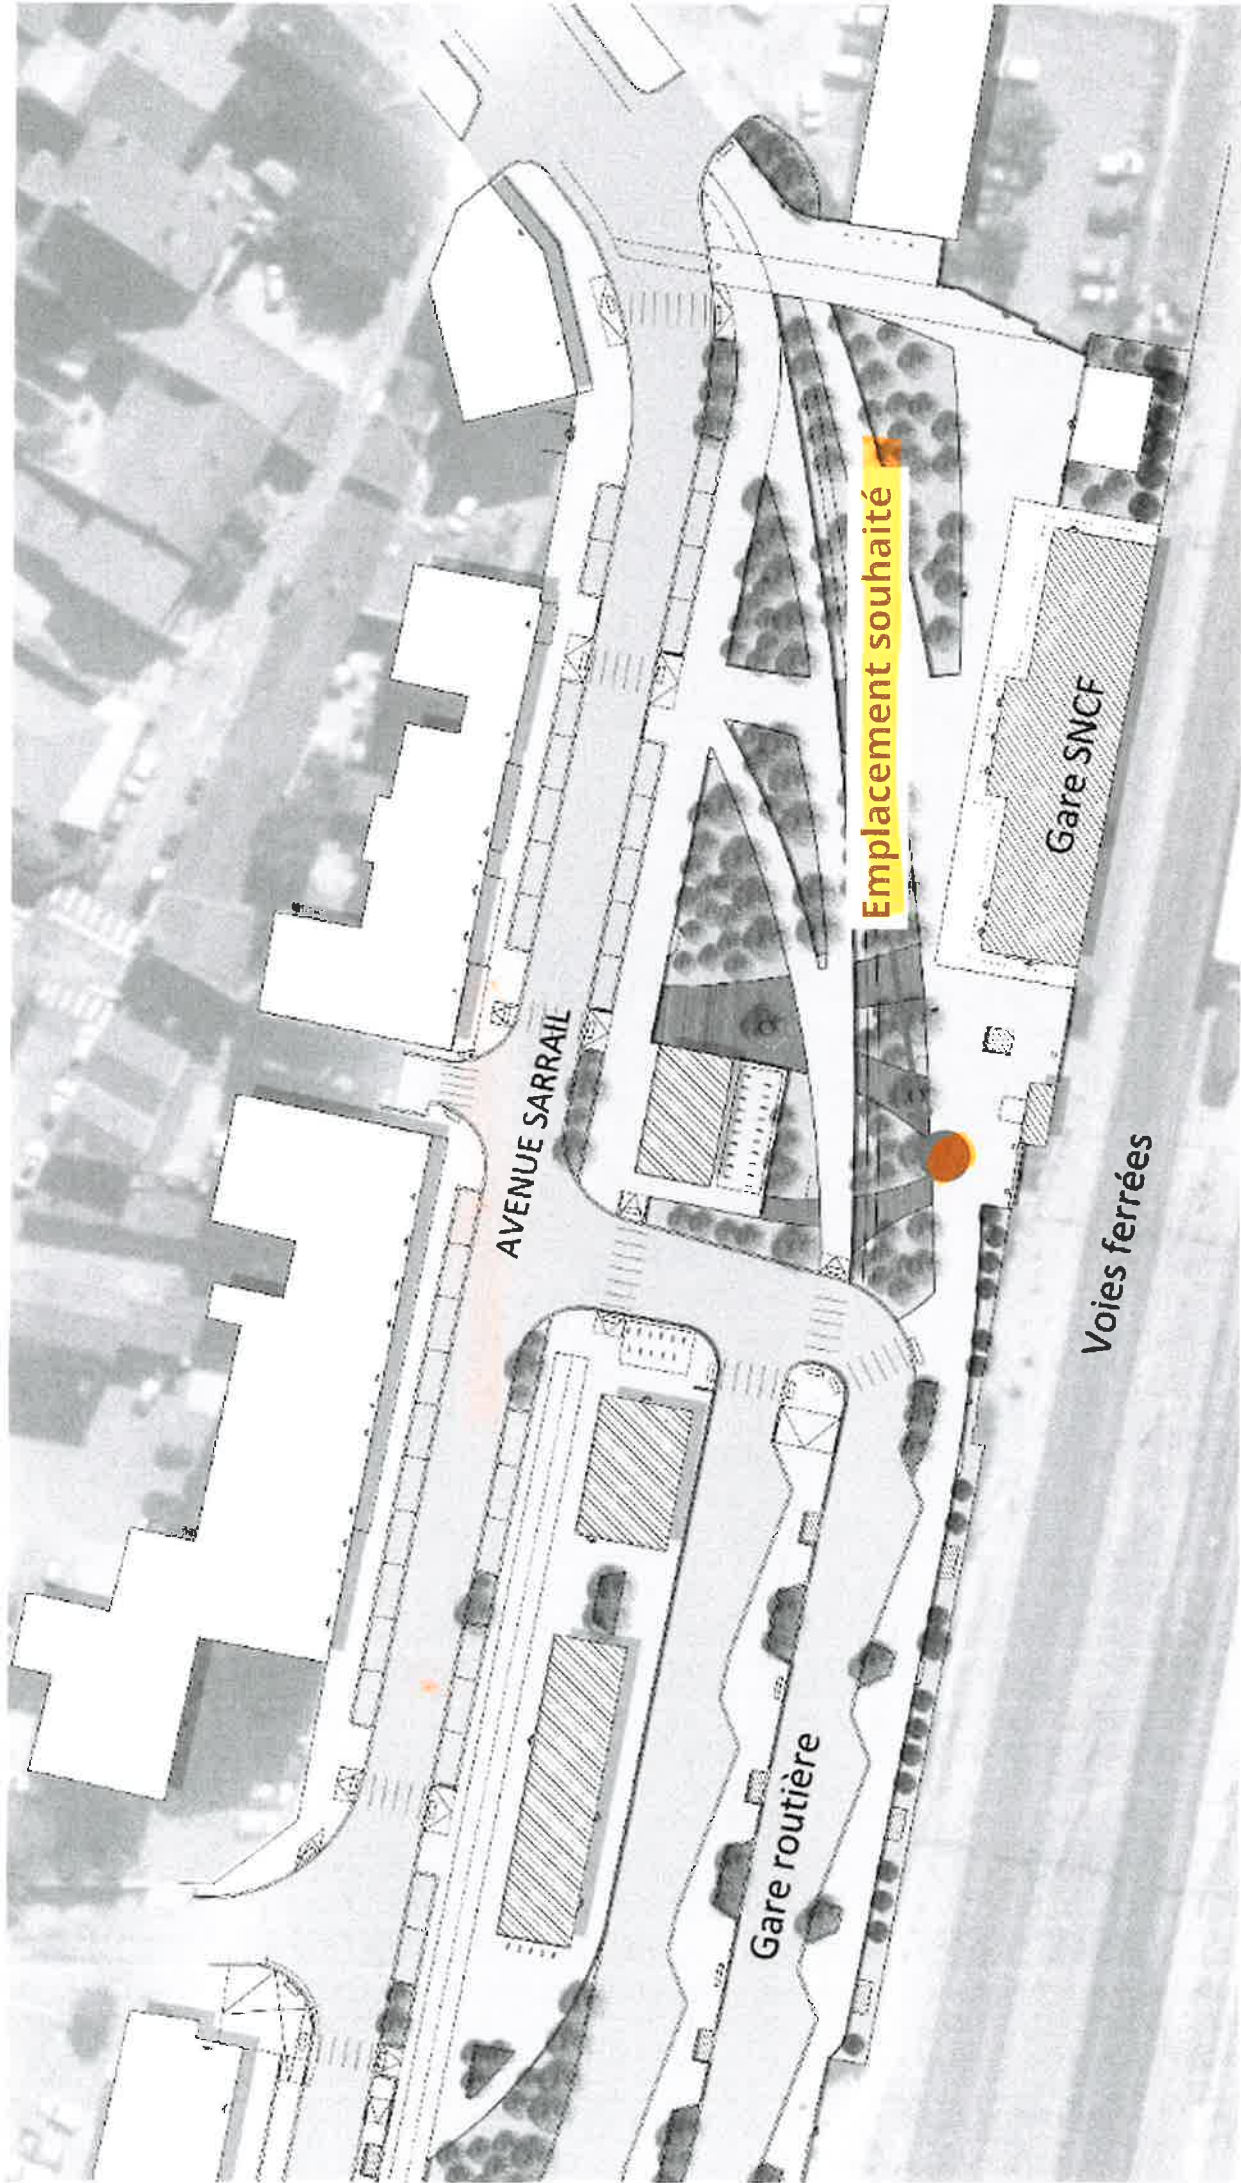 AVENUE SARRAIL
Emplacement souhaité
Gare SNCF
Gare routière
Voies ferrées